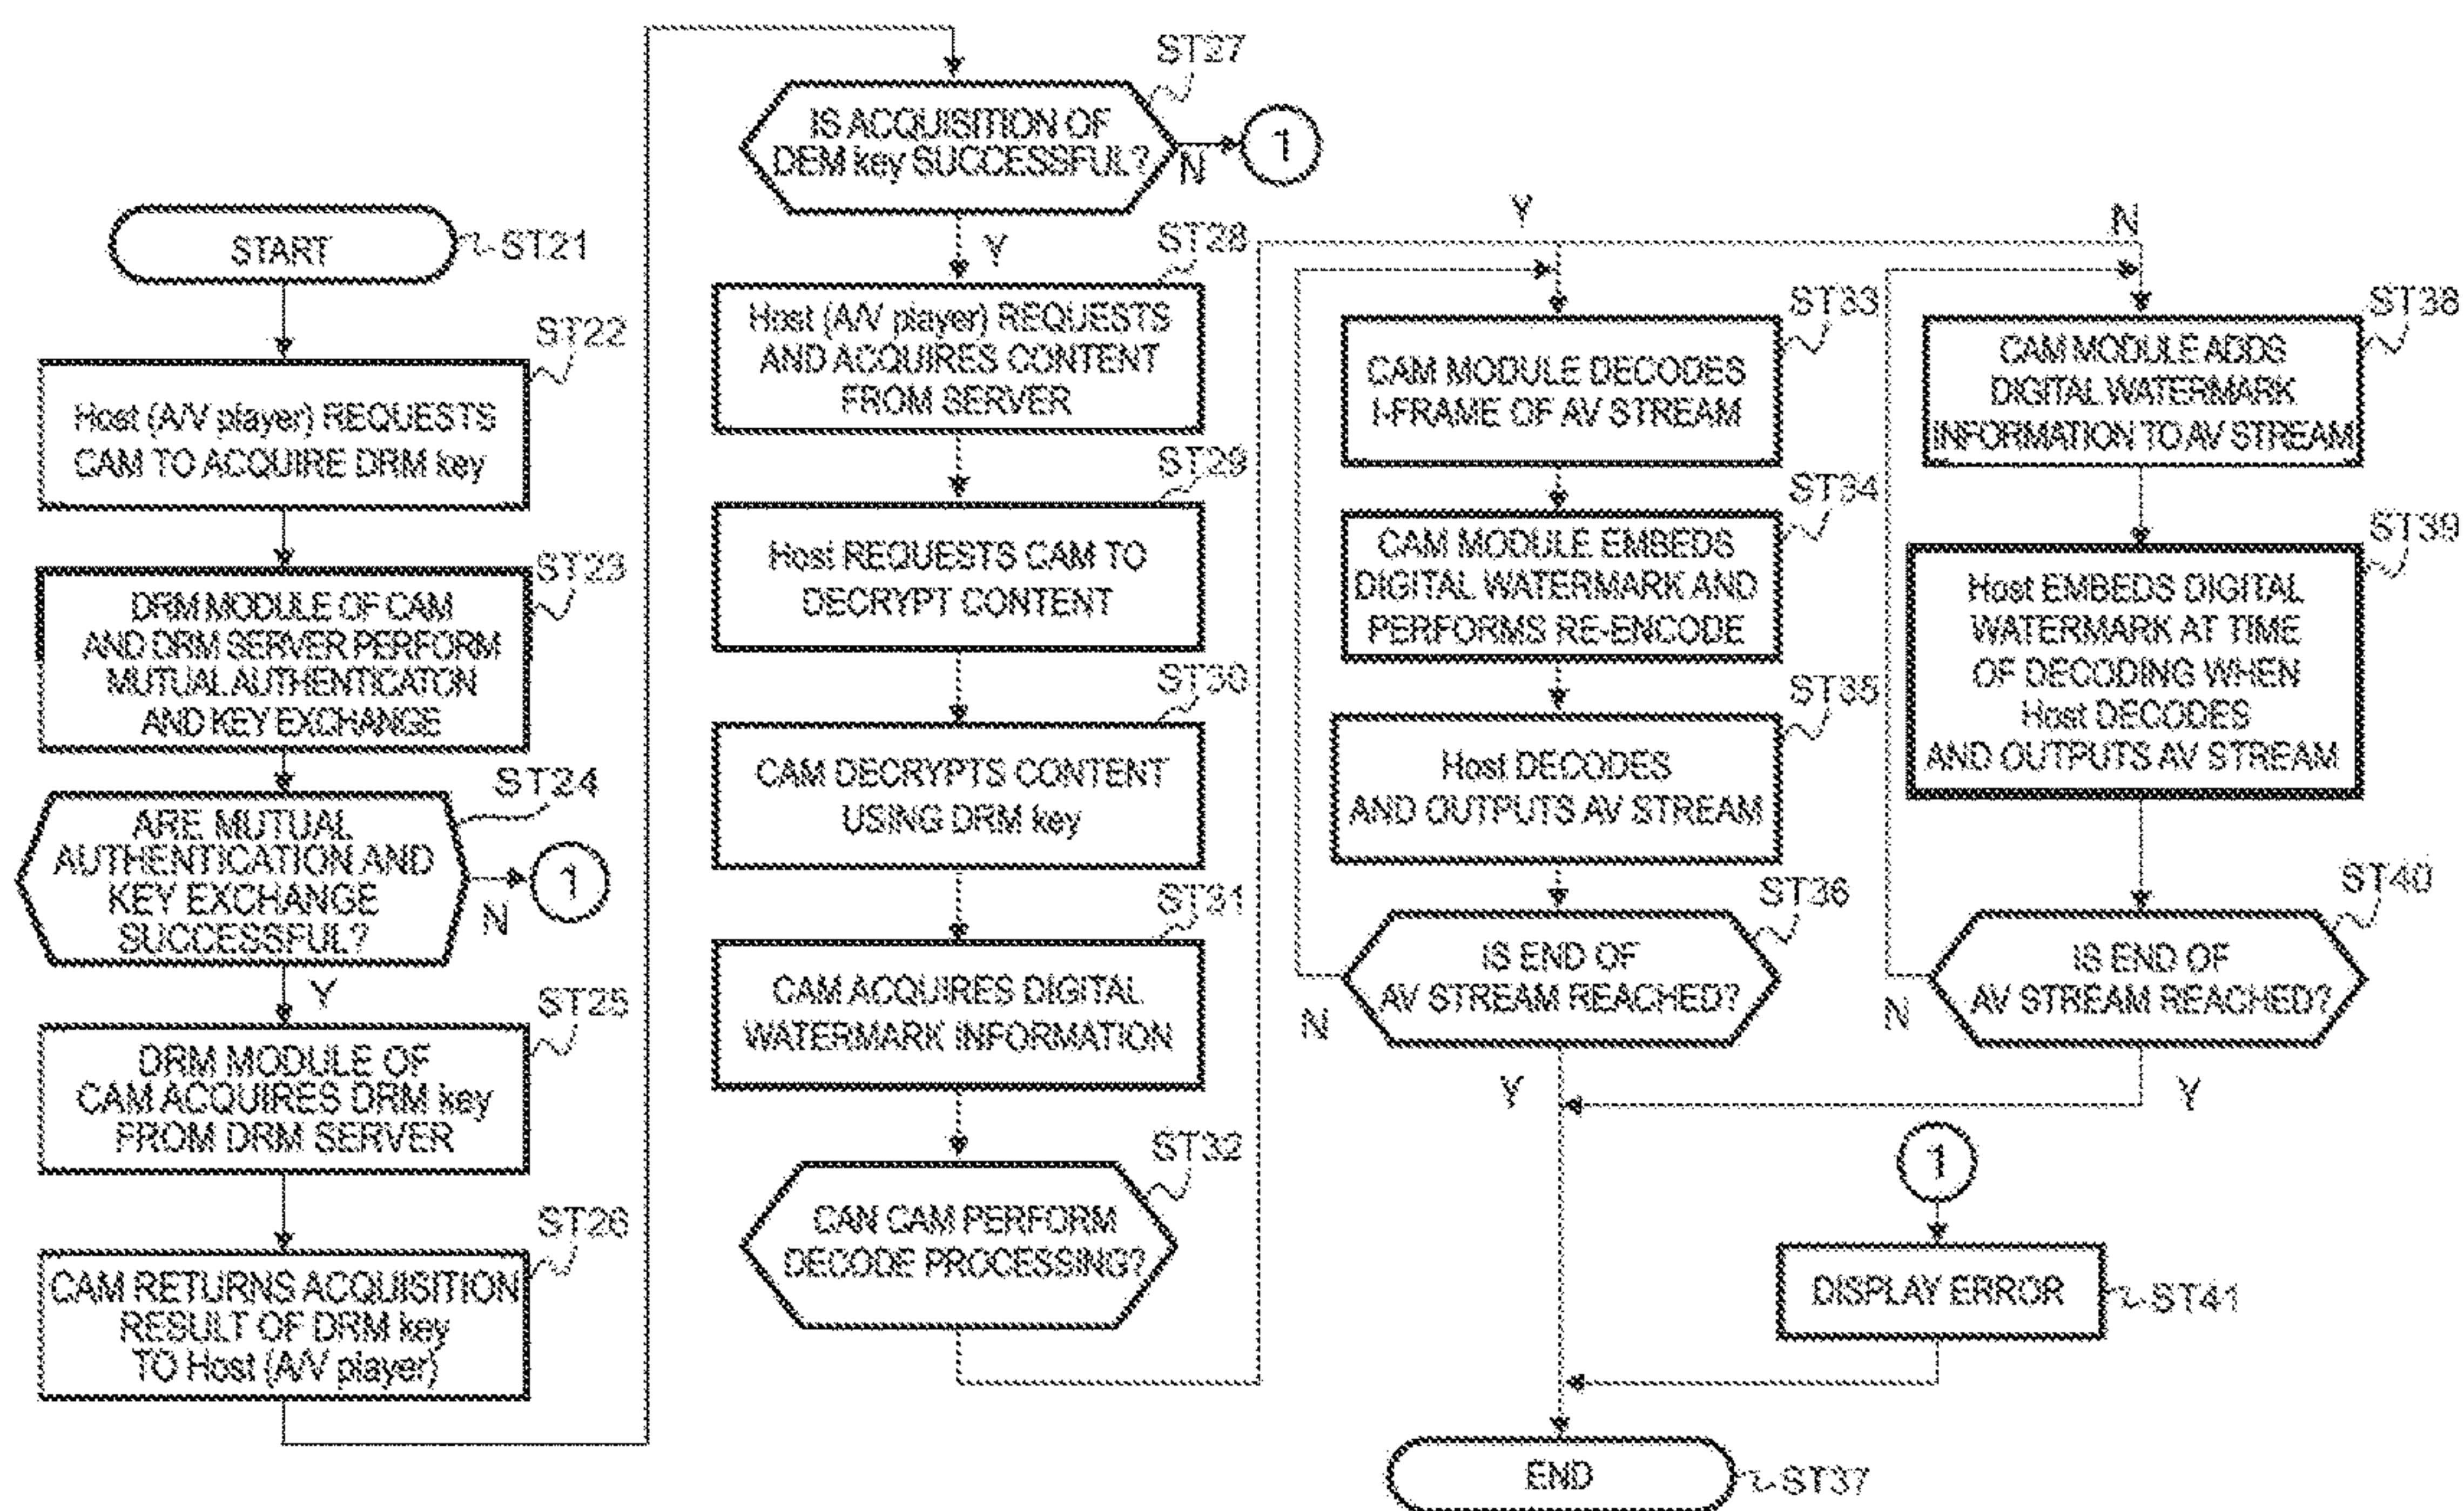 START
ST21
ST22
Host (A/V player) REQUESTS
CAM TO ACQUIRE DRM key
ST23
DRM MODULE OF CAM
AND DRM SERVER PERFORM
MUTUAL AUTHENTICATON
AND KEY EXCHANGE
ST24
ARE MUTUAL
AUTHENTICATION AND
KEY EXCHANGE
SUCCESSFUL?
N
1
Y
ST25
DRM MODULE OF
CAM ACQUIRES DRM key
FROM DRM SERVER
ST26
CAM RETURNS ACQUISITION
RESULT OF DRM key
TO Host (A/V player)
ST27
IS ACQUISITION OF
DEM key SUCCESSFUL?
N
1
Y
ST28
Host (A/V player) REQUESTS
AND ACQUIRES CONTENT
FROM SERVER
ST29
Host REQUESTS CAM TO
DECRYPT CONTENT
ST30
CAM DECRYPTS CONTENT
USING DRM key
ST31
CAM ACQUIRES DIGITAL
WATERMARK INFORMATION
ST32
CAN CAM PERFORM
DECODE PROCESSING?
Y
ST33
CAM MODULE DECODES
I-FRAME OF AV STREAM
ST34
CAM MODULE EMBEDS
DIGITAL WATERMARK AND
PERFORMS RE-ENCODE
ST35
Host DECODES
AND OUTPUTS AV STREAM
ST36
IS END OF
AV STREAM REACHED?
N
Y
N
ST38
CAM MODULE ADDS
DIGITAL WATERMARK
INFORMATION TO AV STREAM
ST39
Host EMBEDS DIGITAL
WATERMARK AT TIME
OF DECODING WHEN
Host DECODES
AND OUTPUTS AV STREAM
ST40
IS END OF
AV STREAM REACHED?
N
Y
1
DISPLAY ERROR
ST41
END
ST37